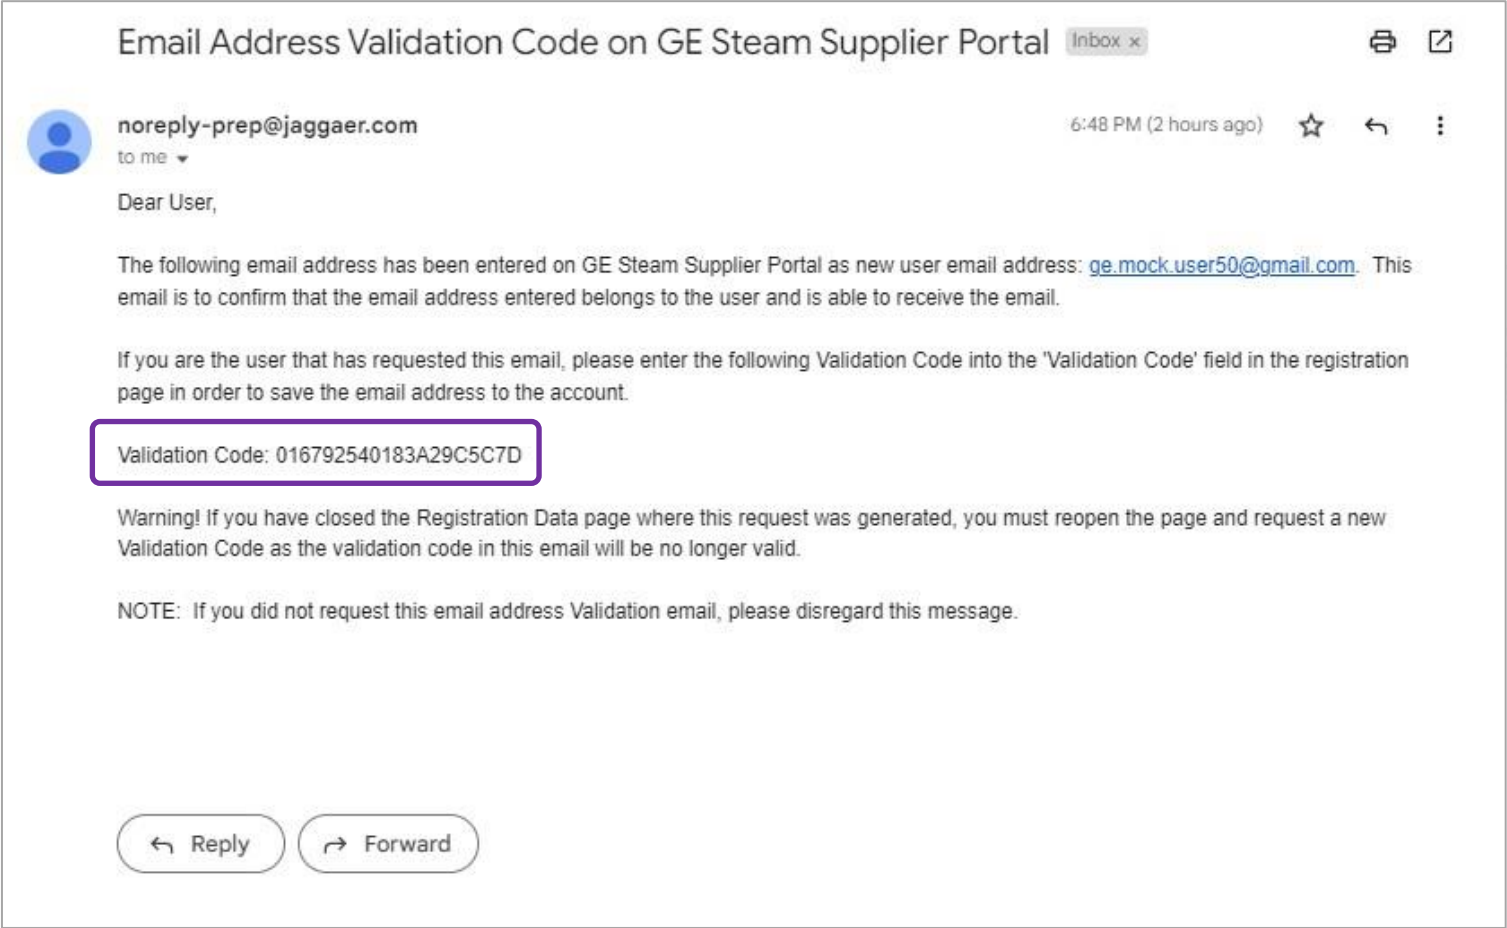 Email Address Validation Code on GE Steam Supplier Portal Inbox ×
noreply-prep@jaggaer.com 6:48 PM (2 hours ago)
to me
Dear User,
The following email address has been entered on GE Steam Supplier Portal as new user email address: ge.mock.user50@gmail.com.  This
email is to confirm that the email address entered belongs to the user and is able to receive the email.
If you are the user that has requested this email, please enter the following Validation Code into the 'Validation Code' field in the registration
page in order to save the email address to the account.
Validation Code: 016792540183A29C5C7D
Warning! If you have closed the Registration Data page where this request was generated, you must reopen the page and request a new
Validation Code as the validation code in this email will be no longer valid.
NOTE:  If you did not request this email address Validation email, please disregard this message.
Reply Forward